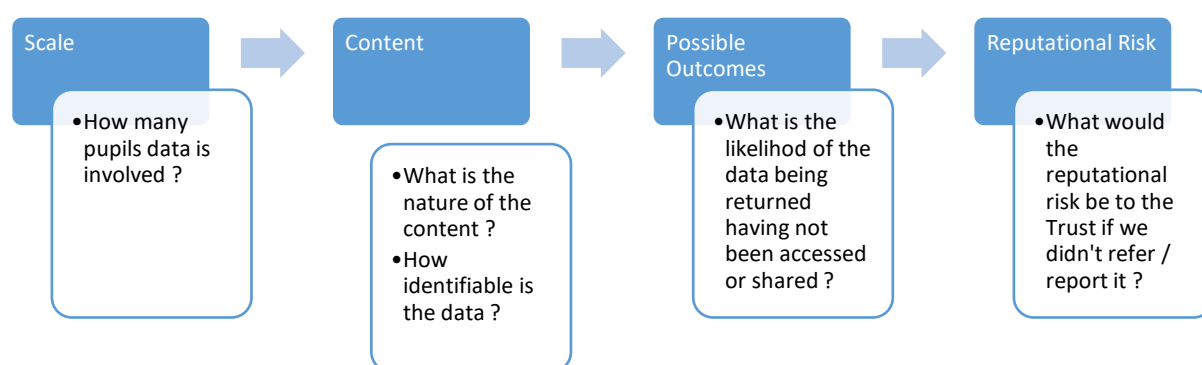 Scale
•How many
pupils data is
involved ?
Content
•What is the
nature of the
content ?
•How
identifiable is
the data ?
Possible
Outcomes
•What is the
likelihod of the
data being
returned
having not
been accessed
or shared ?
Reputational Risk
•What would
the
reputational
risk be to the
Trust if we
didn't refer /
report it ?